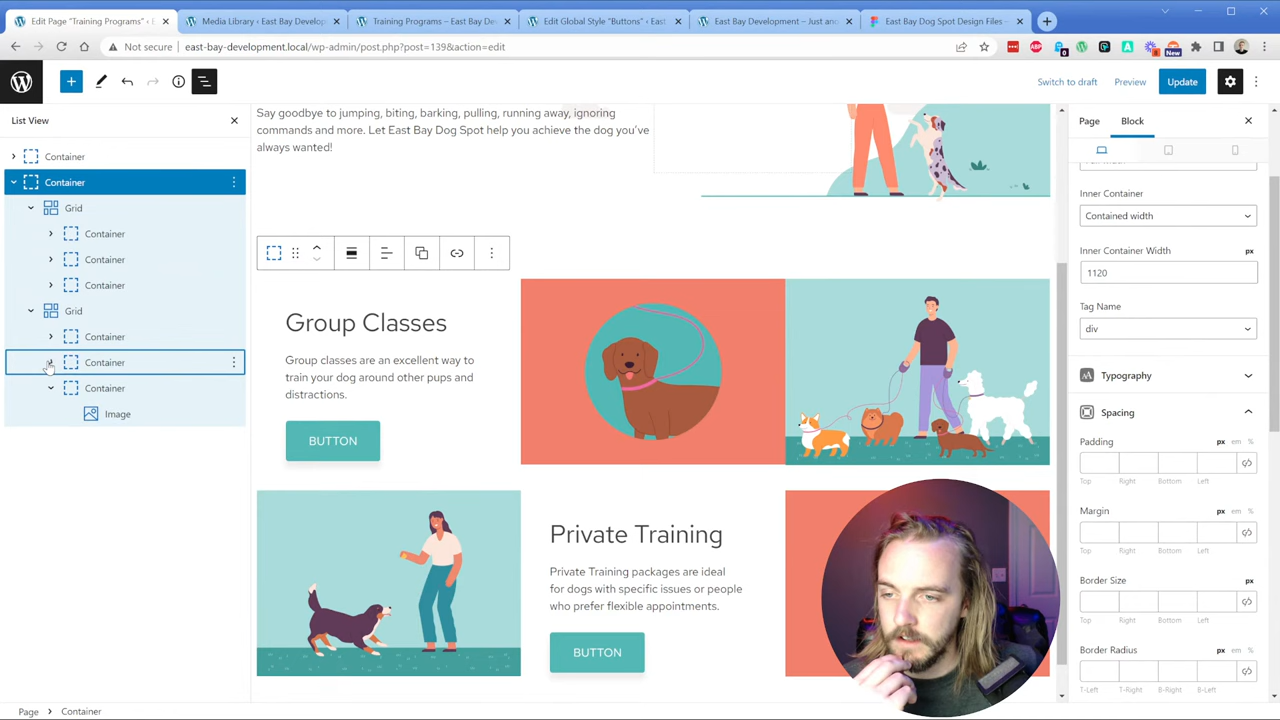 Edit Page "Training Programs" ‹ E
Media Library ‹ East Bay Develop
Training Programs – East Bay De
Edit Global Style "Buttons" ‹ East
East Bay Development – Just ano
East Bay Dog Spot Design Files –
Not secure
east-bay-development.local/wp-admin/post.php?post=139&action=edit
New
Switch to draft
Preview
Update
List View
Page
Block
Container
Container
Grid
Container
Container
Container
Grid
Container
Container
Container
Image
Say goodbye to jumping, biting, barking, pulling, running away, ignoring
commands and more. Let East Bay Dog Spot help you achieve the dog you've
always wanted!
Group Classes
Group classes are an excellent way to
train your dog around other pups and
distractions.
BUTTON
Private Training
Private Training packages are ideal
for dogs with specific issues or people
who prefer flexible appointments.
BUTTON
Inner Container
Contained width
Inner Container Width
px
1120
Tag Name
div
Typography
Spacing
Padding
px em %
Top Right Bottom Left
Margin
px em %
Top Right Bottom Left
Border Size
px
Top Right Bottom Left
Border Radius
px em %
T-Left T-Right B-Right B-Left
Page
Container